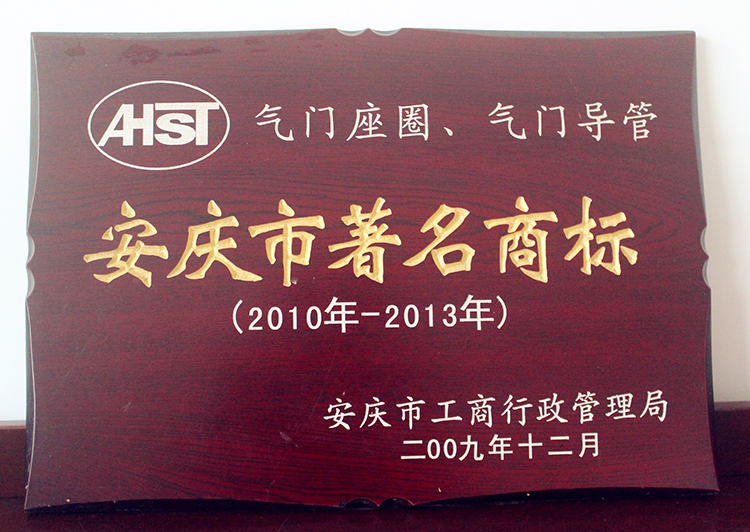 AHST 气门座圈、气门导管
安庆市著名商标
(2010年-2013年)
安庆市工商行政管理局
二00九年十二月